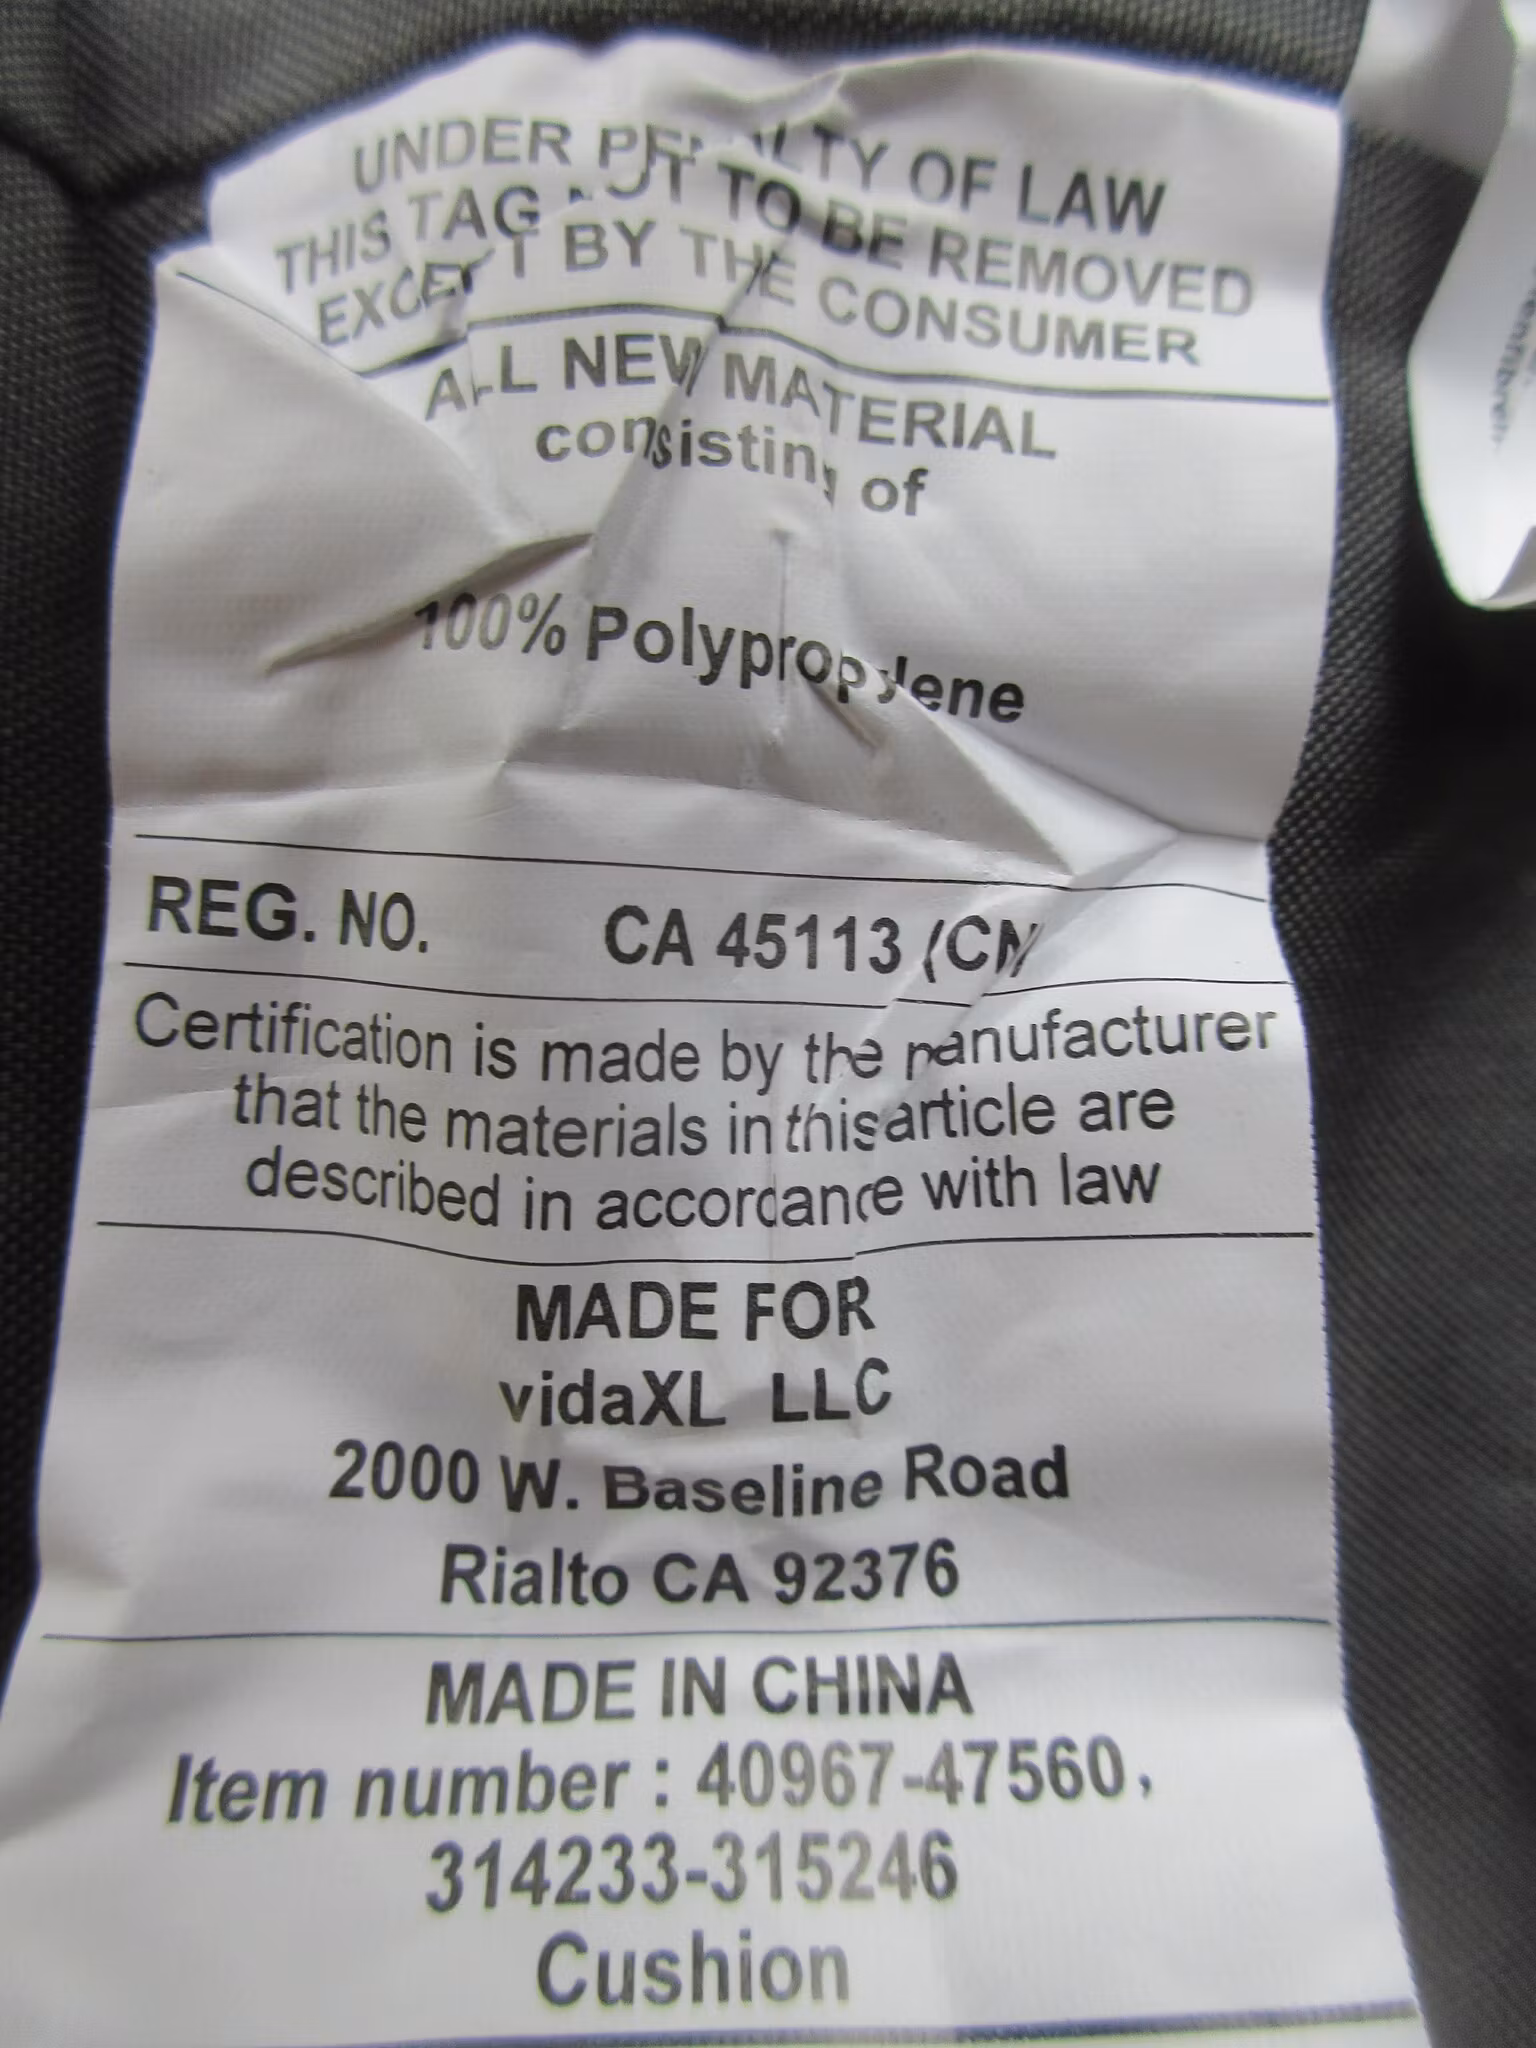 UNDER PENALTY OF LAW
THIS TAG NOT TO BE REMOVED
EXCEPT BY THE CONSUMER
ALL NEW MATERIAL
consisting of
100% Polypropylene
REG. NO. CA 45113 (CN
Certification is made by the manufacturer
that the materials in this article are
described in accordance with law
MADE FOR
vidaXL LLC
2000 W. Baseline Road
Rialto CA 92376
MADE IN CHINA
Item number : 40967-47560,
314233-315246
Cushion